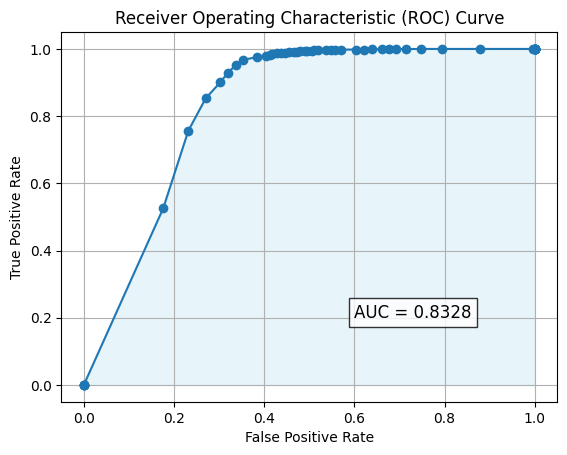 Receiver Operating Characteristic (ROC) Curve
True Positive Rate
1.0
0.8
0.6
0.4
0.2
0.0
AUC = 0.8328
0.0 0.2 0.4 0.6 0.8 1.0
False Positive Rate